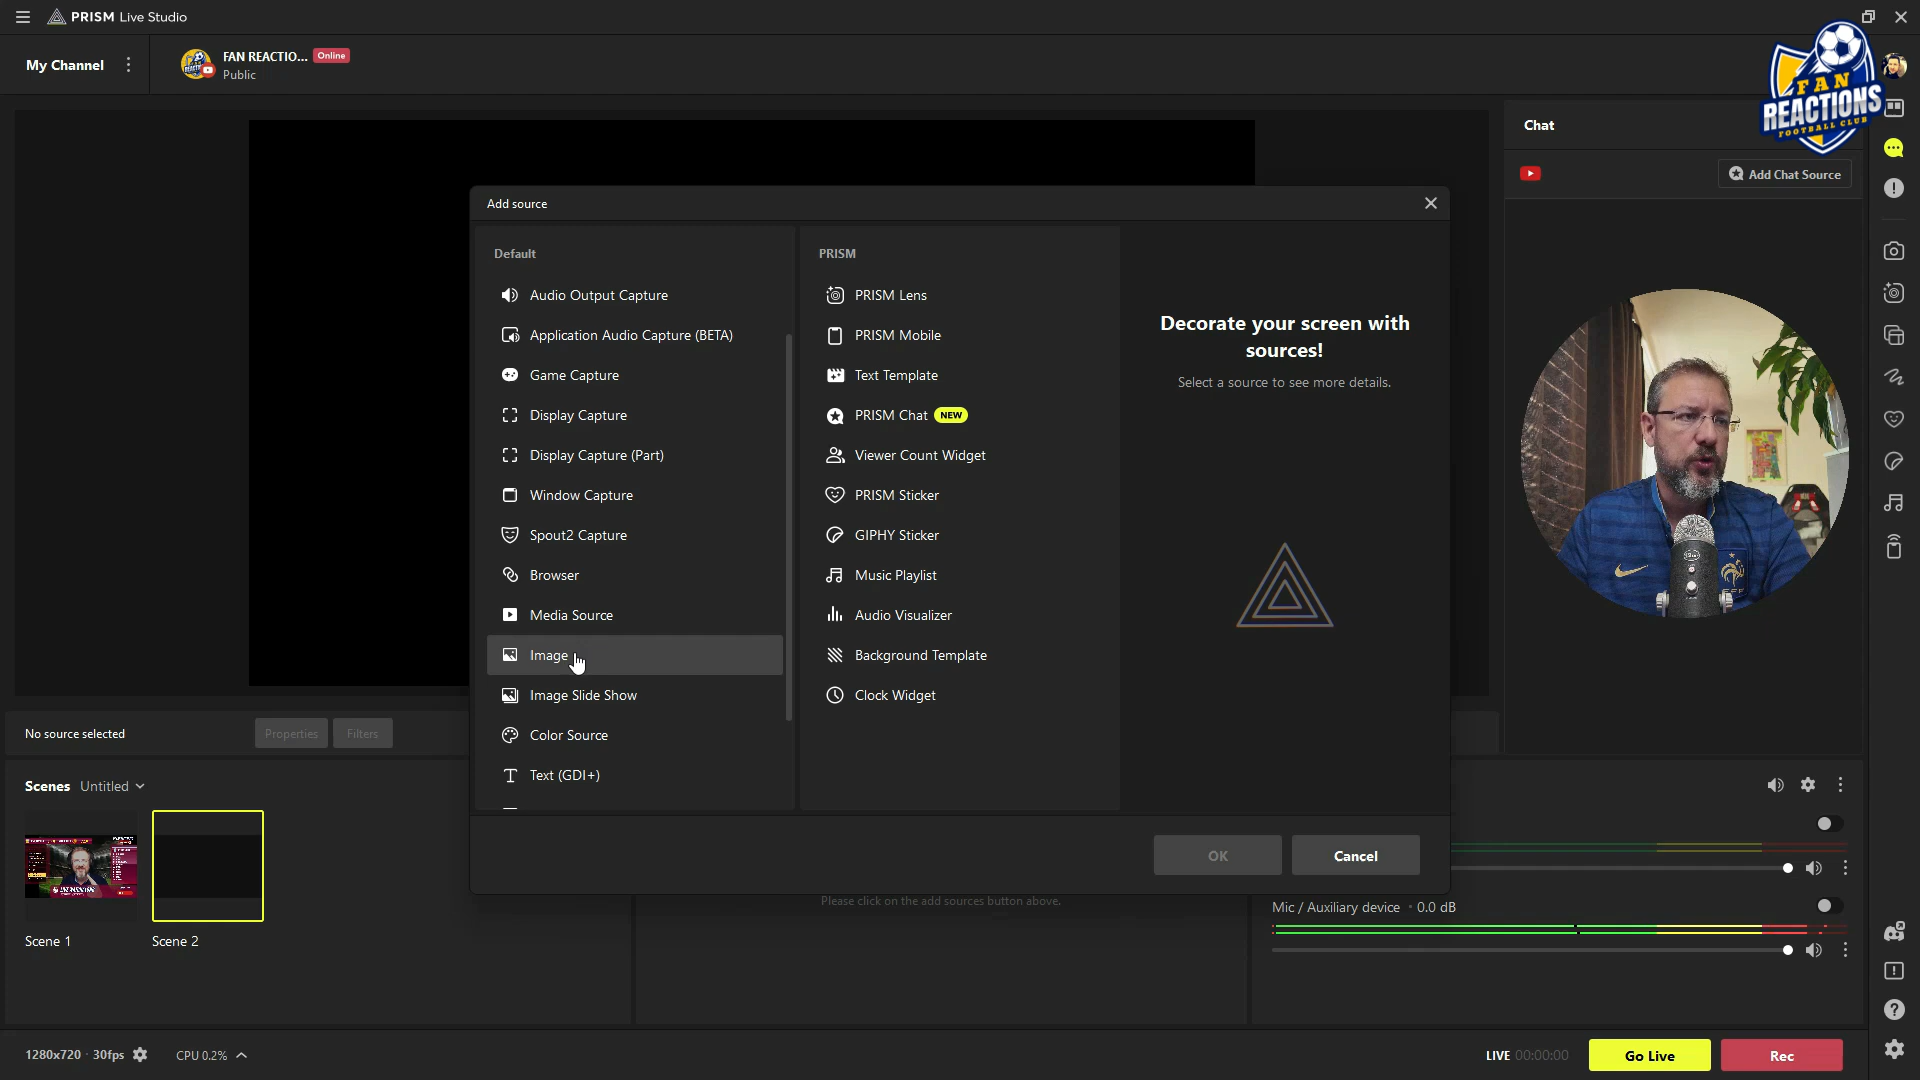 PRISM Live Studio
My Channel
FAN REACTIO...
Online
Public
FAN
REACTIONS
FOOTBALL CLUB
Chat
Add Chat Source
Add source
Default
Audio Output Capture
Application Audio Capture (BETA)
Game Capture
Display Capture
Display Capture (Part)
Window Capture
Spout2 Capture
Browser
Media Source
Image
Image Slide Show
Color Source
Text (GDI+)
PRISM
PRISM Lens
PRISM Mobile
Text Template
PRISM Chat NEW
Viewer Count Widget
PRISM Sticker
GIPHY Sticker
Music Playlist
Audio Visualizer
Background Template
Clock Widget
Decorate your screen with
sources!
Select a source to see more details.
OK
Cancel
No source selected
Properties
Filters
Scenes Untitled
Scene 1
Scene 2
Please click on the add sources button above.
Mic / Auxiliary device · 0.0 dB
1280x720 · 30fps
CPU 0.2%
LIVE 00:00:00
Go Live
Rec